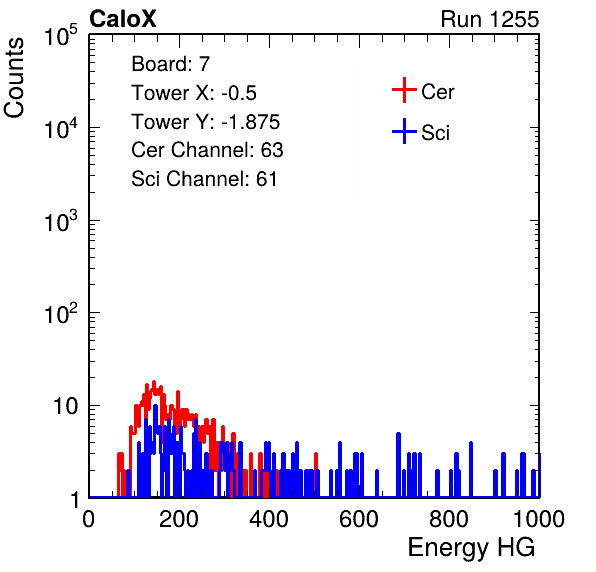 CaloX
Run 1255
Counts
Board: 7
Tower X: -0.5
Tower Y: -1.875
Cer Channel: 63
Sci Channel: 61
Cer
Sci
10^5
10^4
10^3
10^2
10
1
0 200 400 600 800 1000
Energy HG